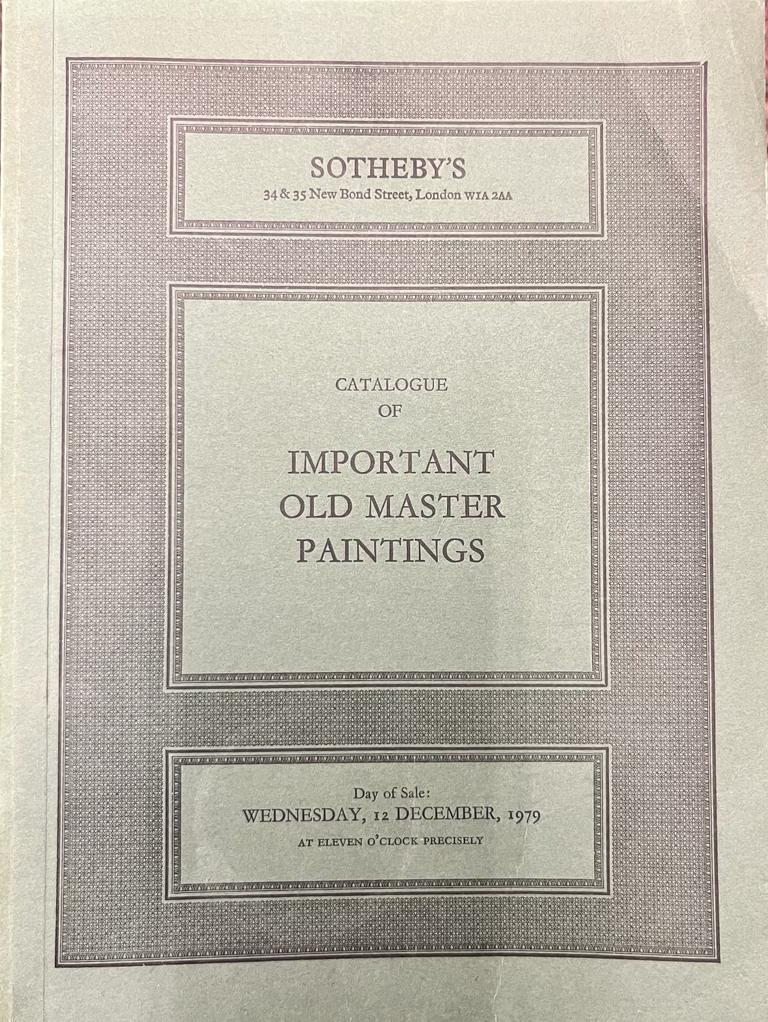 SOTHEBY'S
34 & 35 New Bond Street, London W1A 2AA
CATALOGUE
OF
IMPORTANT
OLD MASTER
PAINTINGS
Day of Sale:
WEDNESDAY, 12 DECEMBER, 1979
AT ELEVEN O'CLOCK PRECISELY